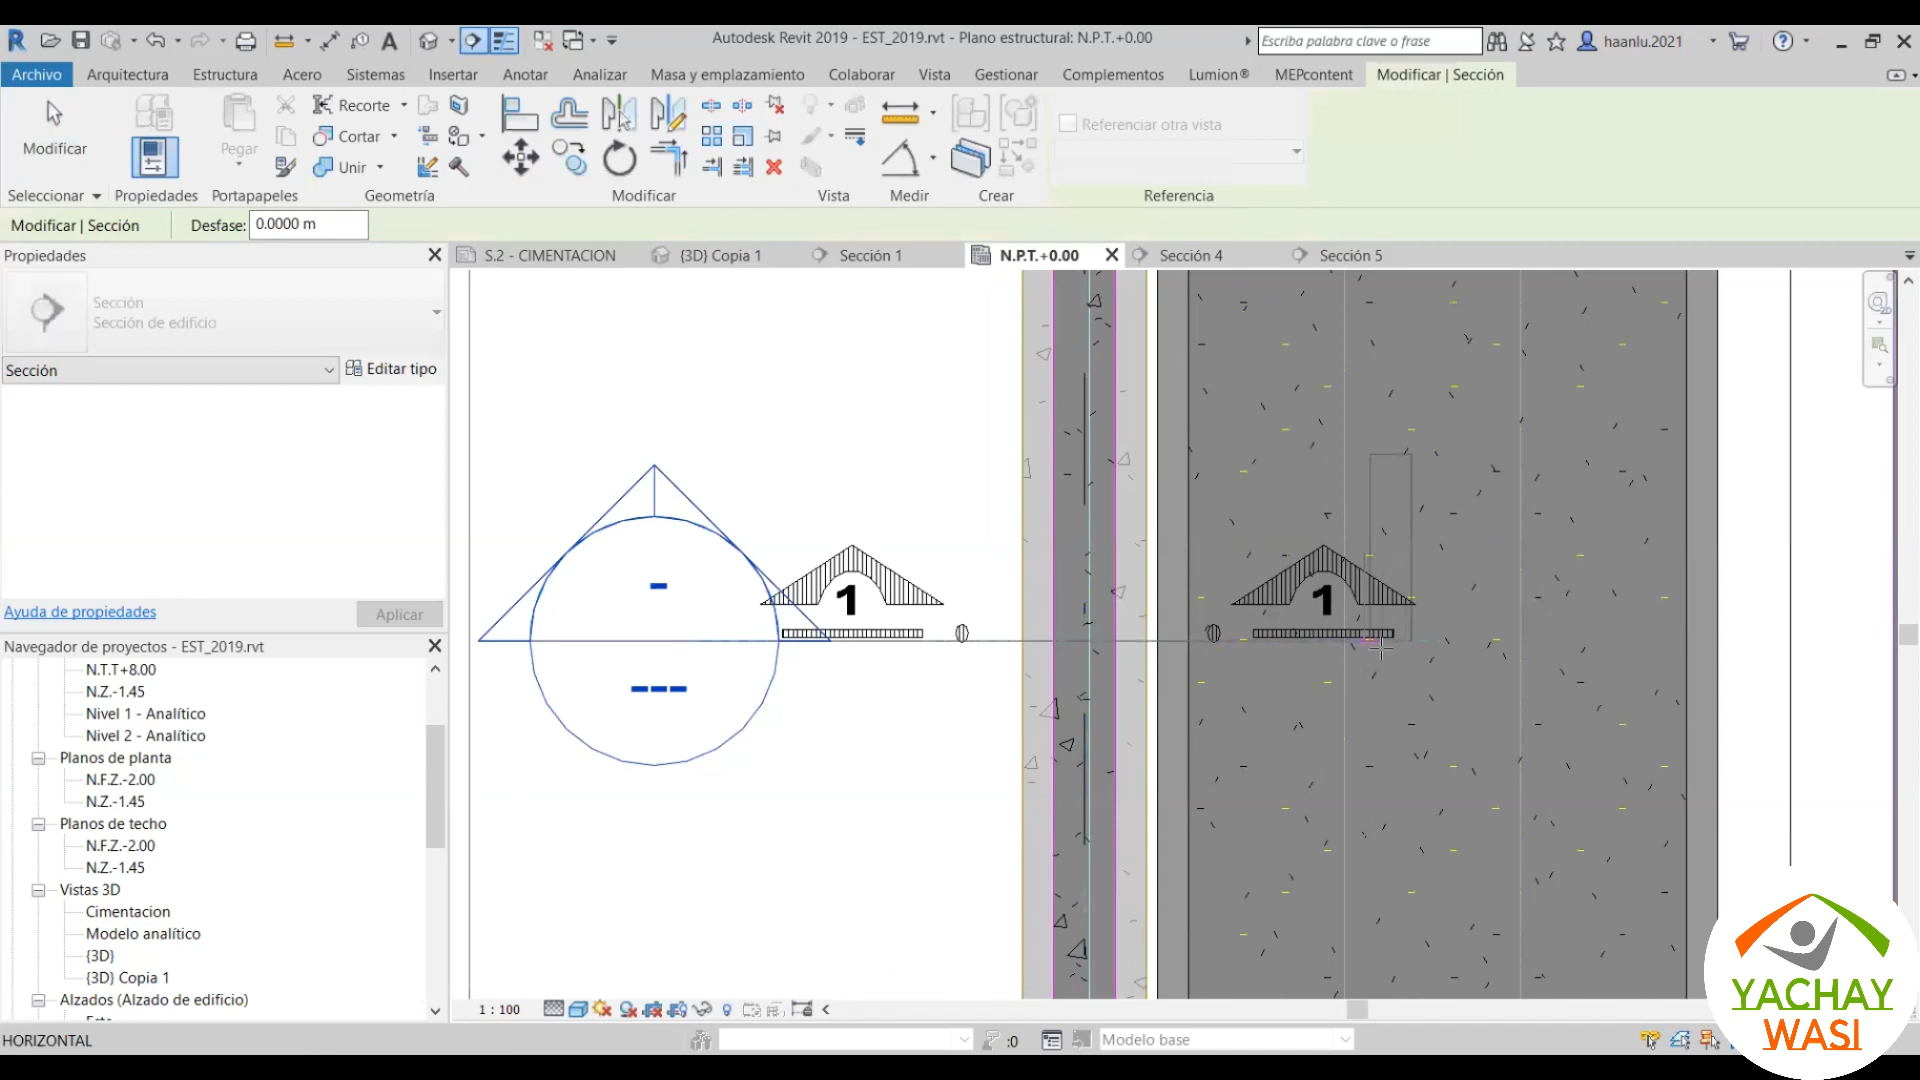 Autodesk Revit 2019 - EST_2019.rvt - Plano estructural: N.P.T.+0.00
Escriba palabra clave o frase
haanlu.2021
Archivo Arquitectura Estructura Acero Sistemas Insertar Anotar Analizar Masa y emplazamiento Colaborar Vista Gestionar Complementos Lumion® MEPcontent Modificar | Sección
Modificar
Pegar
Recorte
Cortar
Unir
Referenciar otra vista
Seleccionar Propiedades Portapapeles Geometría Modificar Vista Medir Crear Referencia
Modificar | Sección Desfase: 0.0000 m
Propiedades
S.2 - CIMENTACION {3D} Copia 1 Sección 1 N.P.T.+0.00 Sección 4 Sección 5
Sección
Sección de edificio
Sección Editar tipo
1 1
Ayuda de propiedades Aplicar
Navegador de proyectos - EST_2019.rvt
N.T.T+8.00
N.Z.-1.45
Nivel 1 - Analítico
Nivel 2 - Analítico
Planos de planta
N.F.Z.-2.00
N.Z.-1.45
Planos de techo
N.F.Z.-2.00
N.Z.-1.45
Vistas 3D
Cimentacion
Modelo analítico
{3D}
{3D} Copia 1
Alzados (Alzado de edificio)
1 : 100
HORIZONTAL
:0
Modelo base
YACHAY
WASI